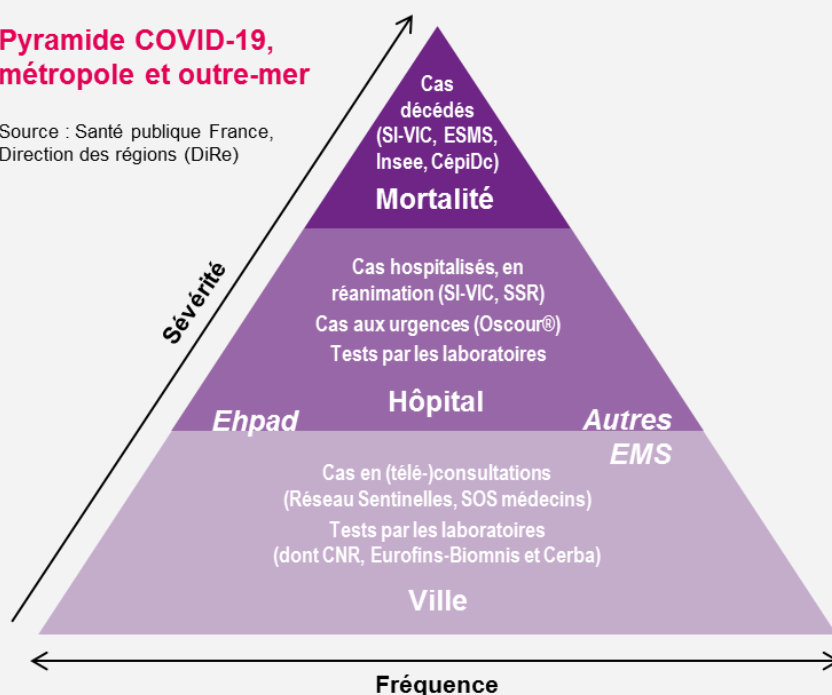 Pyramide COVID-19,
métropole et outre-mer
Source : Santé publique France,
Direction des régions (DiRe)
Cas
décédés
(SI-VIC, ESMS,
Insee, CépiDc)
Mortalité
Sévérité
Cas hospitalisés, en
réanimation (SI-VIC, SSR)
Cas aux urgences (Oscour®)
Tests par les laboratoires
Hôpital
Ehpad
Autres
EMS
Cas en (télé-)consultations
(Réseau Sentinelles, SOS médecins)
Tests par les laboratoires
(dont CNR, Eurofins-Biomnis et Cerba)
Ville
Fréquence